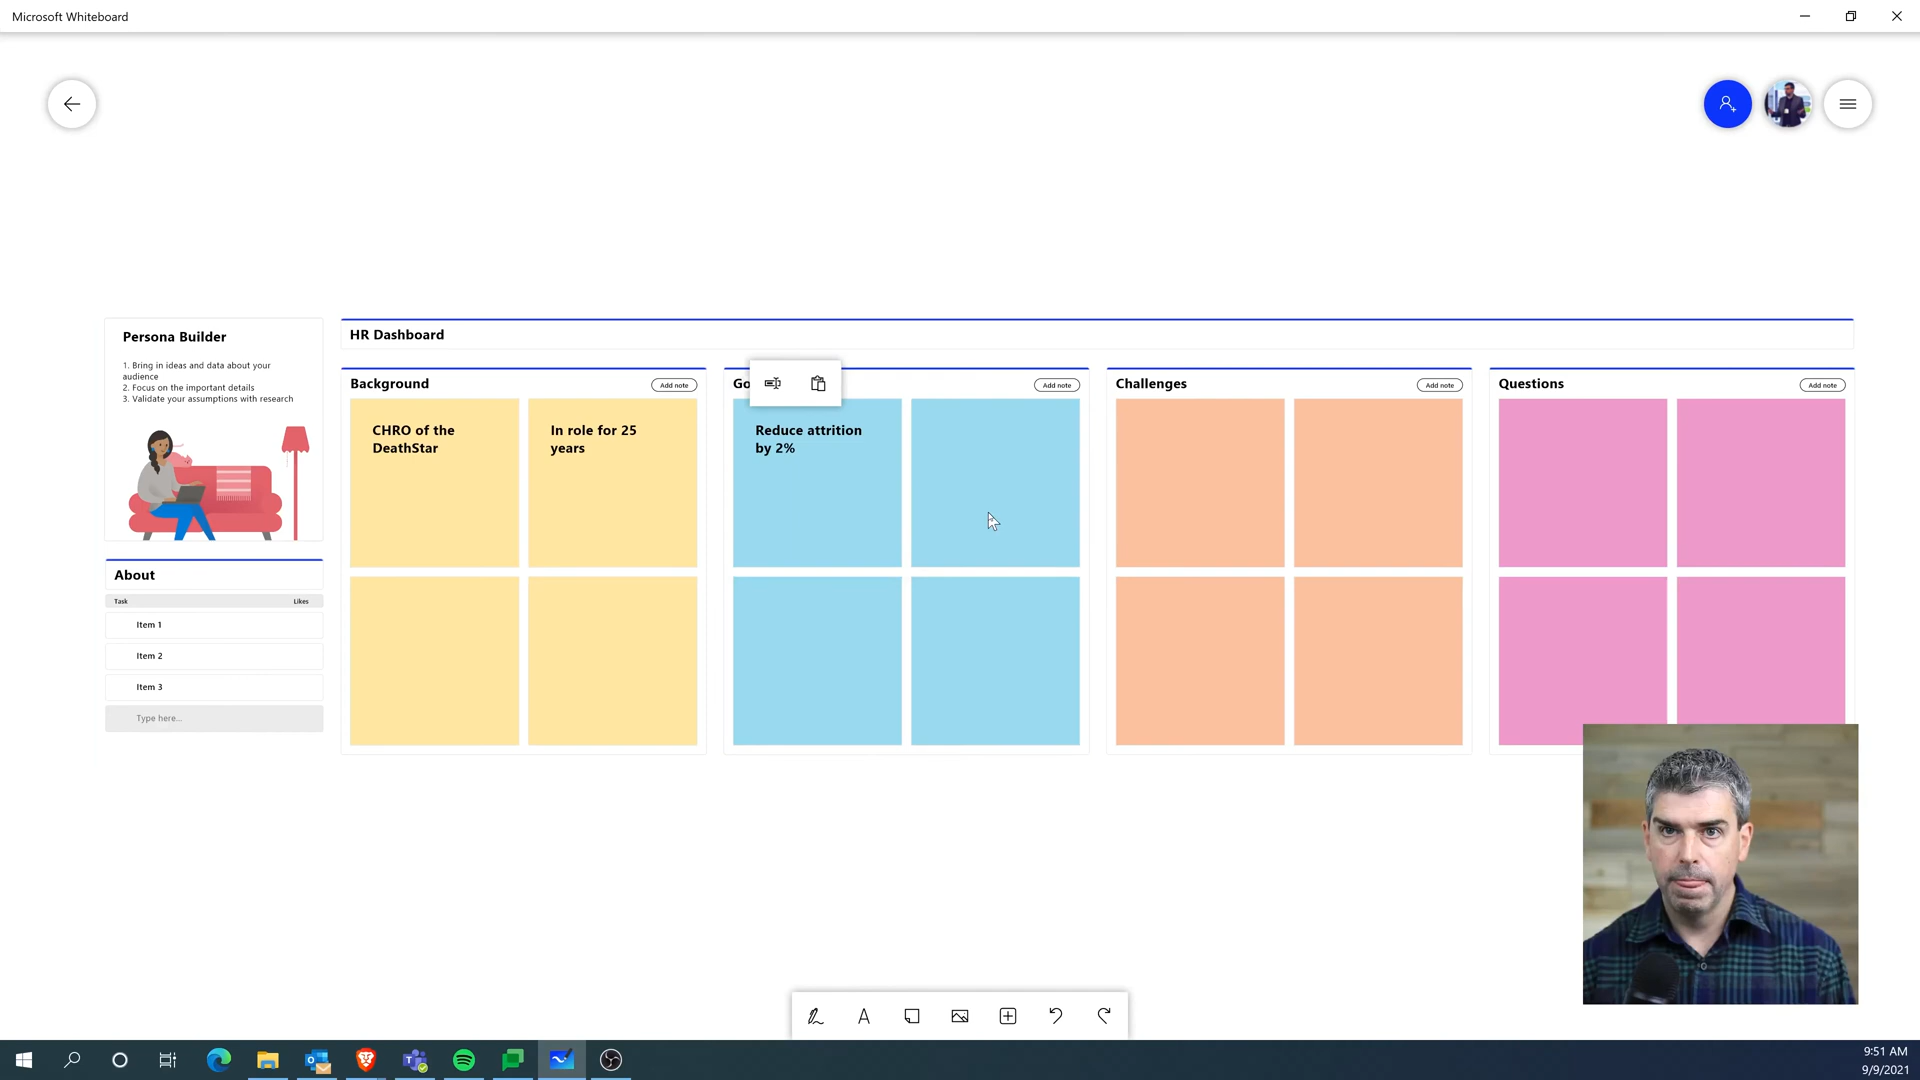 Microsoft Whiteboard
Persona Builder
1. Bring in ideas and data about your
audience
2. Focus on the important details
3. Validate your assumptions with research
About
Task Likes
Item 1
Item 2
Item 3
Type here...
HR Dashboard
Background Add note
CHRO of the
DeathStar
In role for 25
years
Go Add note
Reduce attrition
by 2%
Challenges Add note
Questions Add note
9:51 AM
9/9/2021